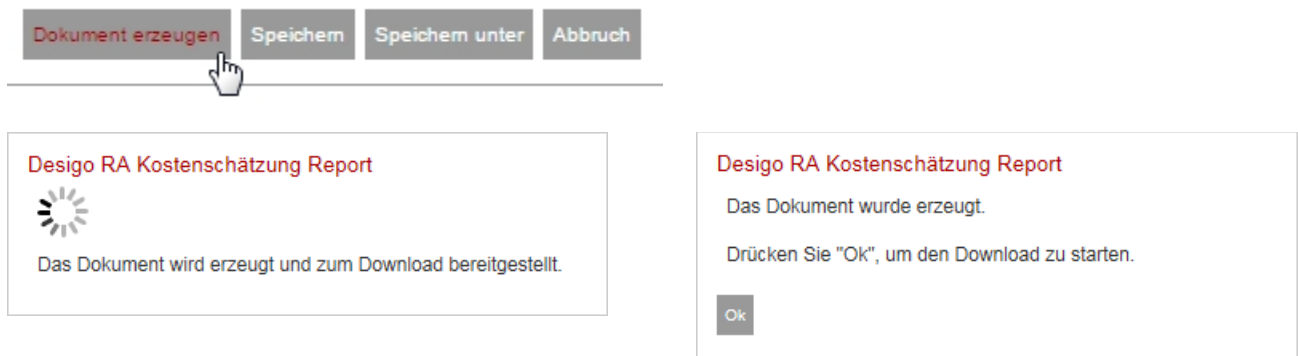 Dokument erzeugen Speichern Speichern unter Abbruch
Desigo RA Kostenschätzung Report
Das Dokument wird erzeugt und zum Download bereitgestellt.
Desigo RA Kostenschätzung Report
Das Dokument wurde erzeugt.
Drücken Sie "Ok", um den Download zu starten.
Ok